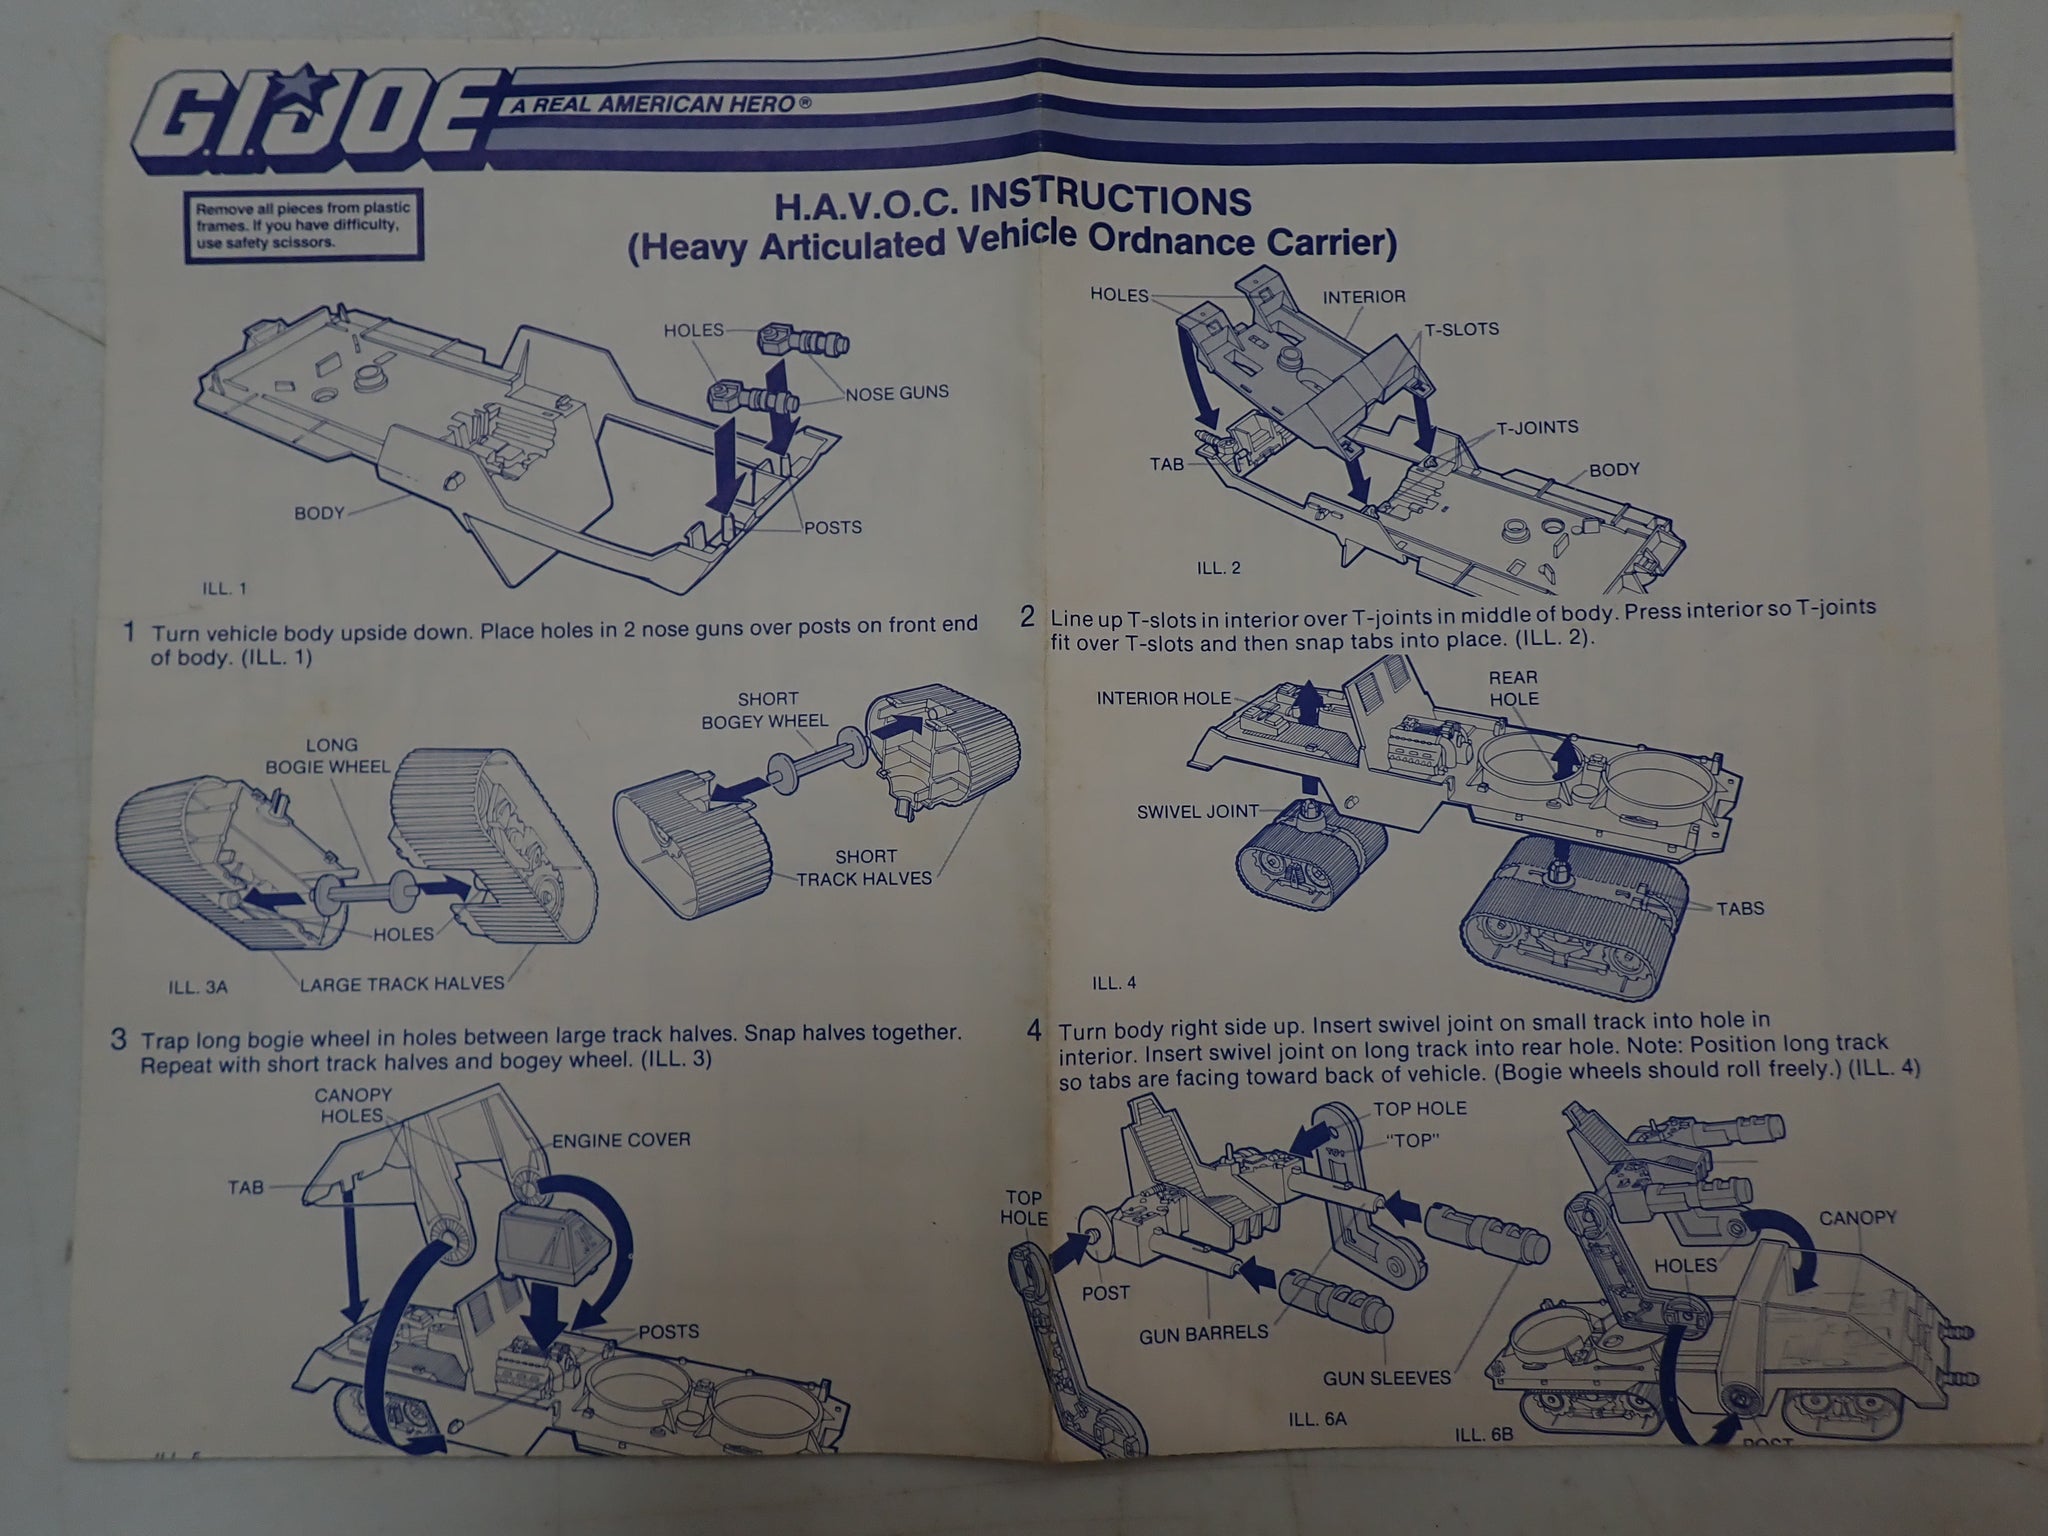 G.I. JOE
A REAL AMERICAN HERO®
Remove all pieces from plastic
frames. If you have difficulty,
use safety scissors.
H.A.V.O.C. INSTRUCTIONS
(Heavy Articulated Vehicle Ordnance Carrier)
HOLES
NOSE GUNS
BODY
POSTS
ILL. 1
1 Turn vehicle body upside down. Place holes in 2 nose guns over posts on front end
of body. (ILL. 1)
HOLES
INTERIOR
T-SLOTS
T-JOINTS
TAB
BODY
ILL. 2
2 Line up T-slots in interior over T-joints in middle of body. Press interior so T-joints
fit over T-slots and then snap tabs into place. (ILL. 2).
LONG
BOGIE WHEEL
SHORT
BOGEY WHEEL
SHORT
TRACK HALVES
HOLES
ILL. 3A
LARGE TRACK HALVES
3 Trap long bogie wheel in holes between large track halves. Snap halves together.
Repeat with short track halves and bogey wheel. (ILL. 3)
INTERIOR HOLE
REAR
HOLE
SWIVEL JOINT
TABS
ILL. 4
4 Turn body right side up. Insert swivel joint on small track into hole in
interior. Insert swivel joint on long track into rear hole. Note: Position long track
so tabs are facing toward back of vehicle. (Bogie wheels should roll freely.) (ILL. 4)
CANOPY
HOLES
ENGINE COVER
TAB
POSTS
TOP HOLE
"TOP"
TOP
TOP
HOLE
POST
GUN BARRELS
GUN SLEEVES
ILL. 6A
CANOPY
HOLES
ILL. 6B
POST